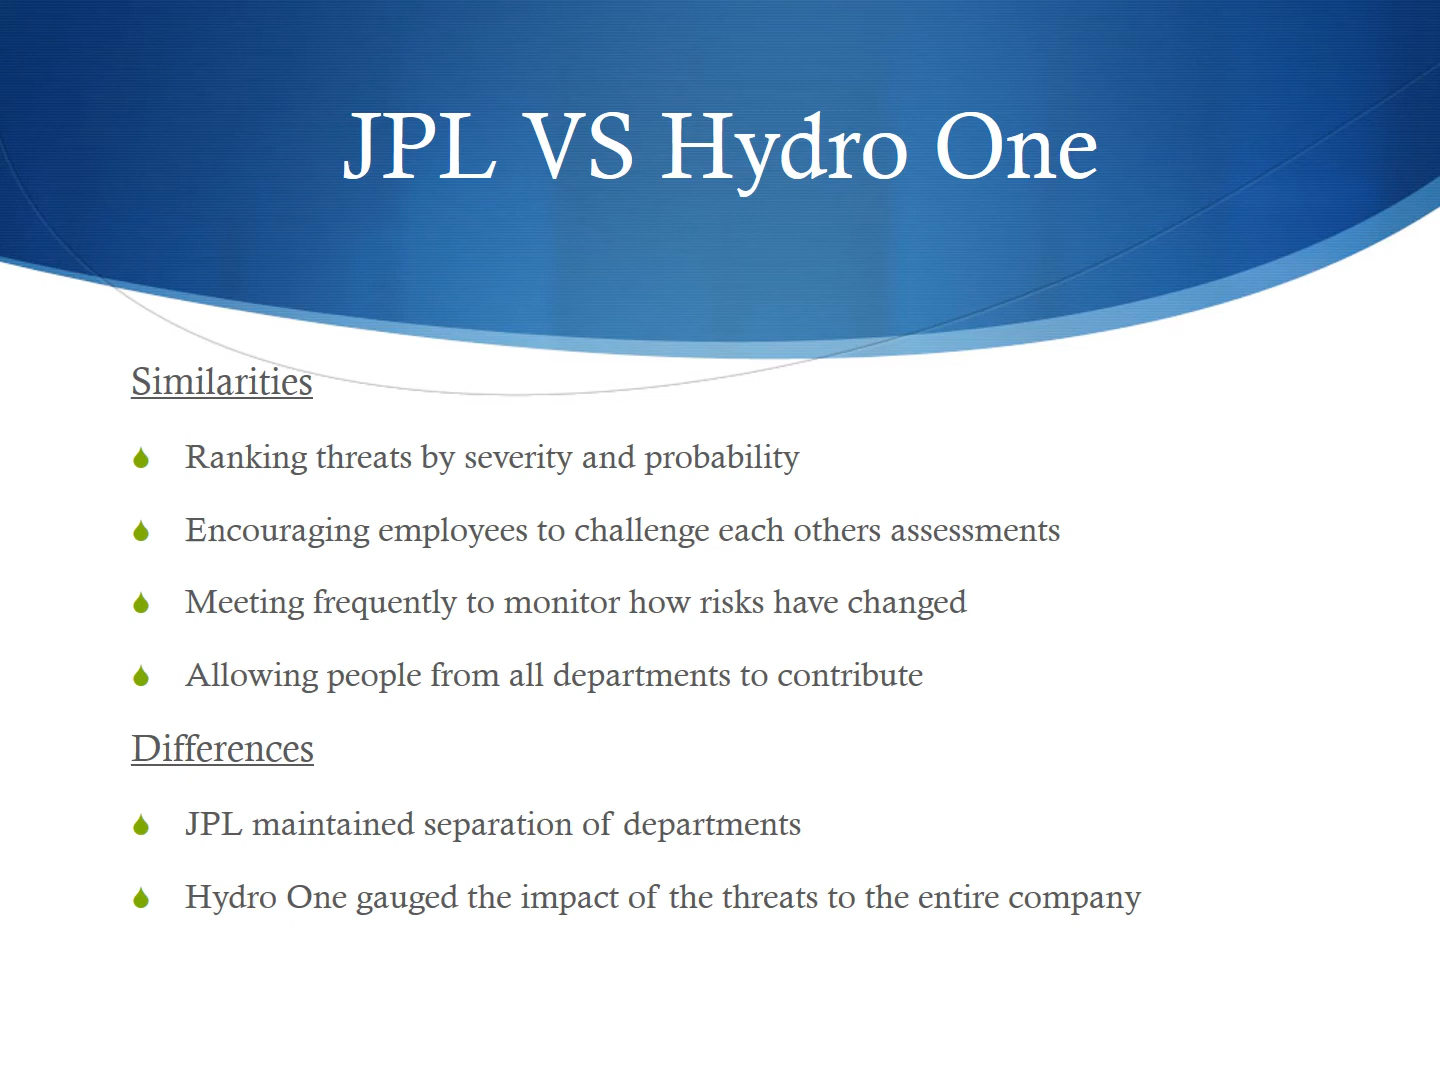 JPL VS Hydro One
Similarities
Ranking threats by severity and probability
Encouraging employees to challenge each others assessments
Meeting frequently to monitor how risks have changed
Allowing people from all departments to contribute
Differences
JPL maintained separation of departments
Hydro One gauged the impact of the threats to the entire company